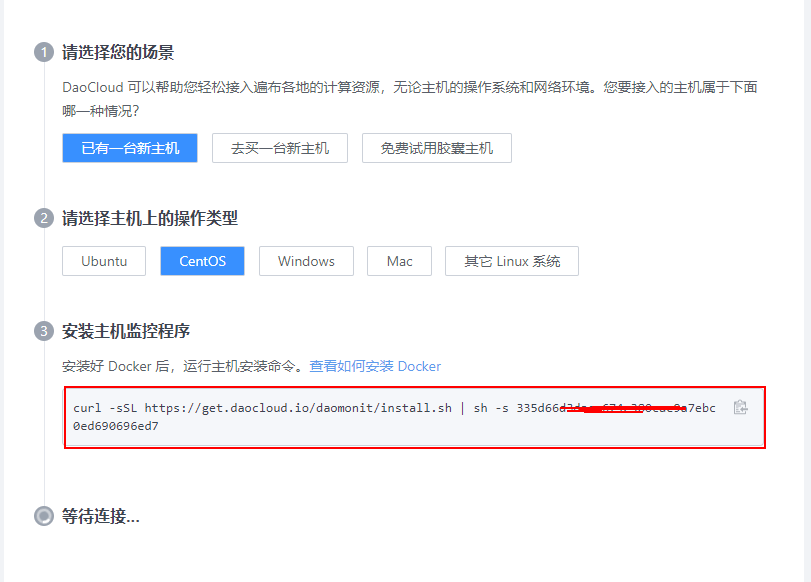 1 请选择您的场景
DaoCloud 可以帮助您轻松接入遍布各地的计算资源，无论主机的操作系统和网络环境。您要接入的主机属于下面
哪一种情况？
已有一台新主机 去买一台新主机 免费试用胶囊主机
2 请选择主机上的操作类型
Ubuntu CentOS Windows Mac 其它 Linux 系统
3 安装主机监控程序
安装好 Docker 后，运行主机安装命令。查看如何安装 Docker
curl -sSL https://get.daocloud.io/daomonit/install.sh | sh -s 335d66d
0ed690696ed7
等待连接...